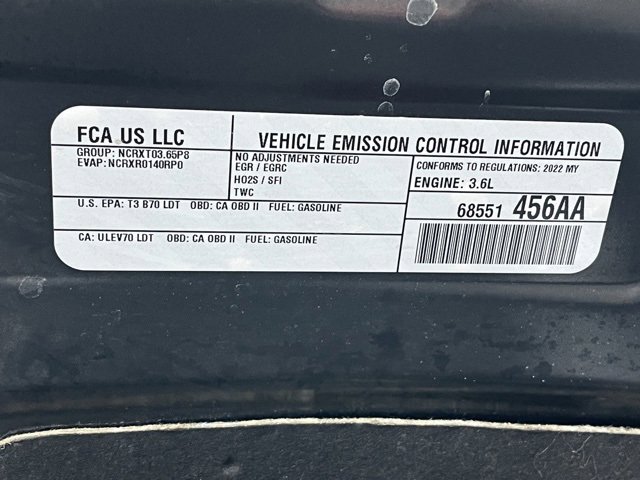 FCA US LLC
GROUP: NCRXT03.65P8
EVAP: NCRXR0140RP0
VEHICLE EMISSION CONTROL INFORMATION
NO ADJUSTMENTS NEEDED
EGR / EGRC
HO2S / SFI
TWC
CONFORMS TO REGULATIONS: 2022 MY
ENGINE: 3.6L
U.S. EPA: T3 B70 LDT OBD: CA OBD II FUEL: GASOLINE
68551 456AA
CA: ULEV70 LDT OBD: CA OBD II FUEL: GASOLINE